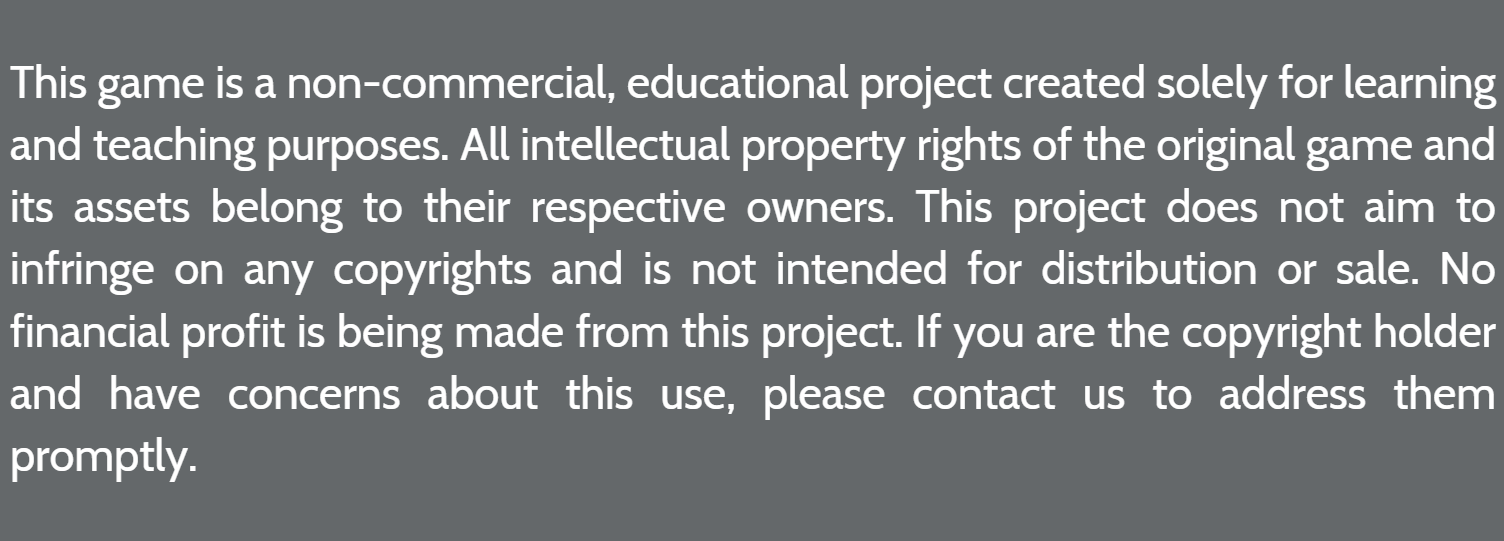 This game is a non-commercial, educational project created solely for learning
and teaching purposes. All intellectual property rights of the original game and
its assets belong to their respective owners. This project does not aim to
infringe on any copyrights and is not intended for distribution or sale. No
financial profit is being made from this project. If you are the copyright holder
and have concerns about this use, please contact us to address them
promptly.